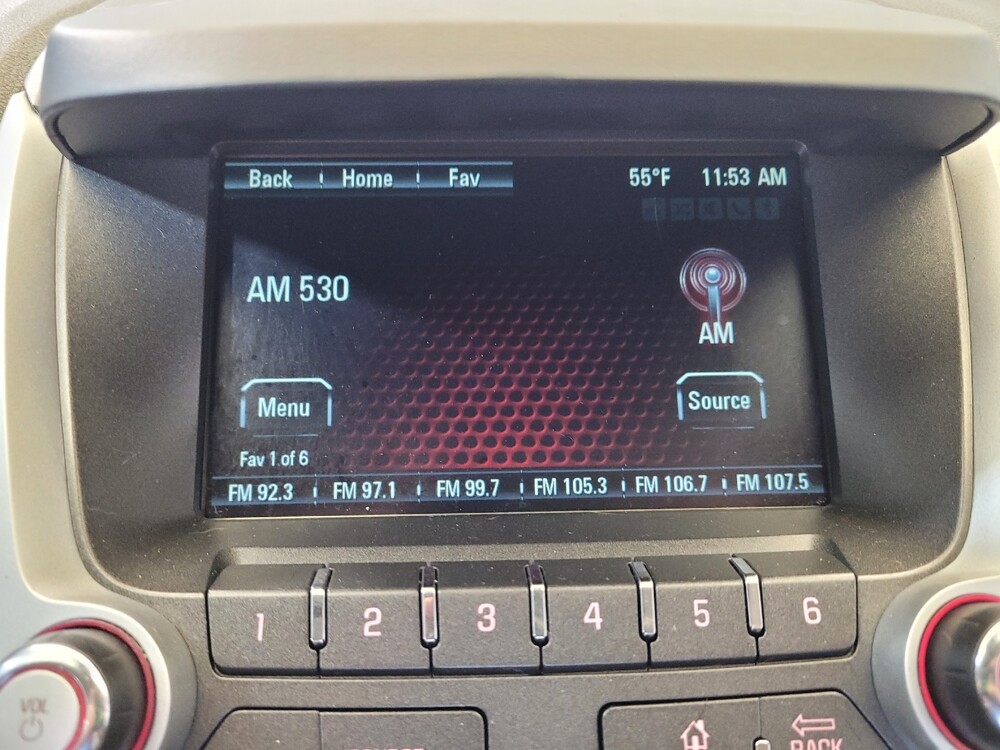 Back Home Fav 55°F 11:53 AM
AM 530
AM
Menu
Source
Fav 1 of 6
FM 92.3 FM 97.1 FM 99.7 FM 105.3 FM 106.7 FM 107.5
1 2 3 4 5 6
VOL
BACK